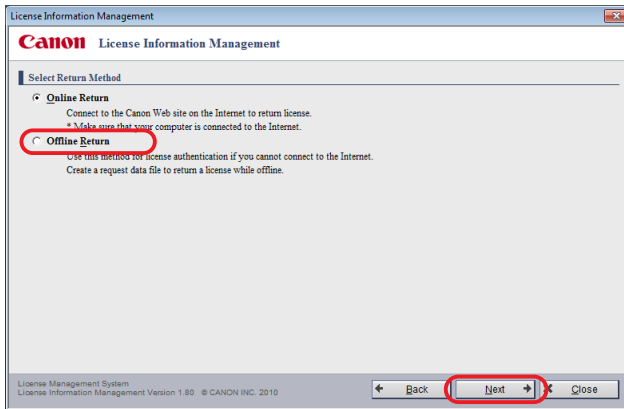 License Information Management
Canon License Information Management
Select Return Method
Online Return
Connect to the Canon Web site on the Internet to return license.
* Make sure that your computer is connected to the Internet.
Offline Return
Use this method for license authentication if you cannot connect to the Internet.
Create a request data file to return a license while offline.
License Management System
License Information Management Version 1.80 © CANON INC. 2010
Back Next Close